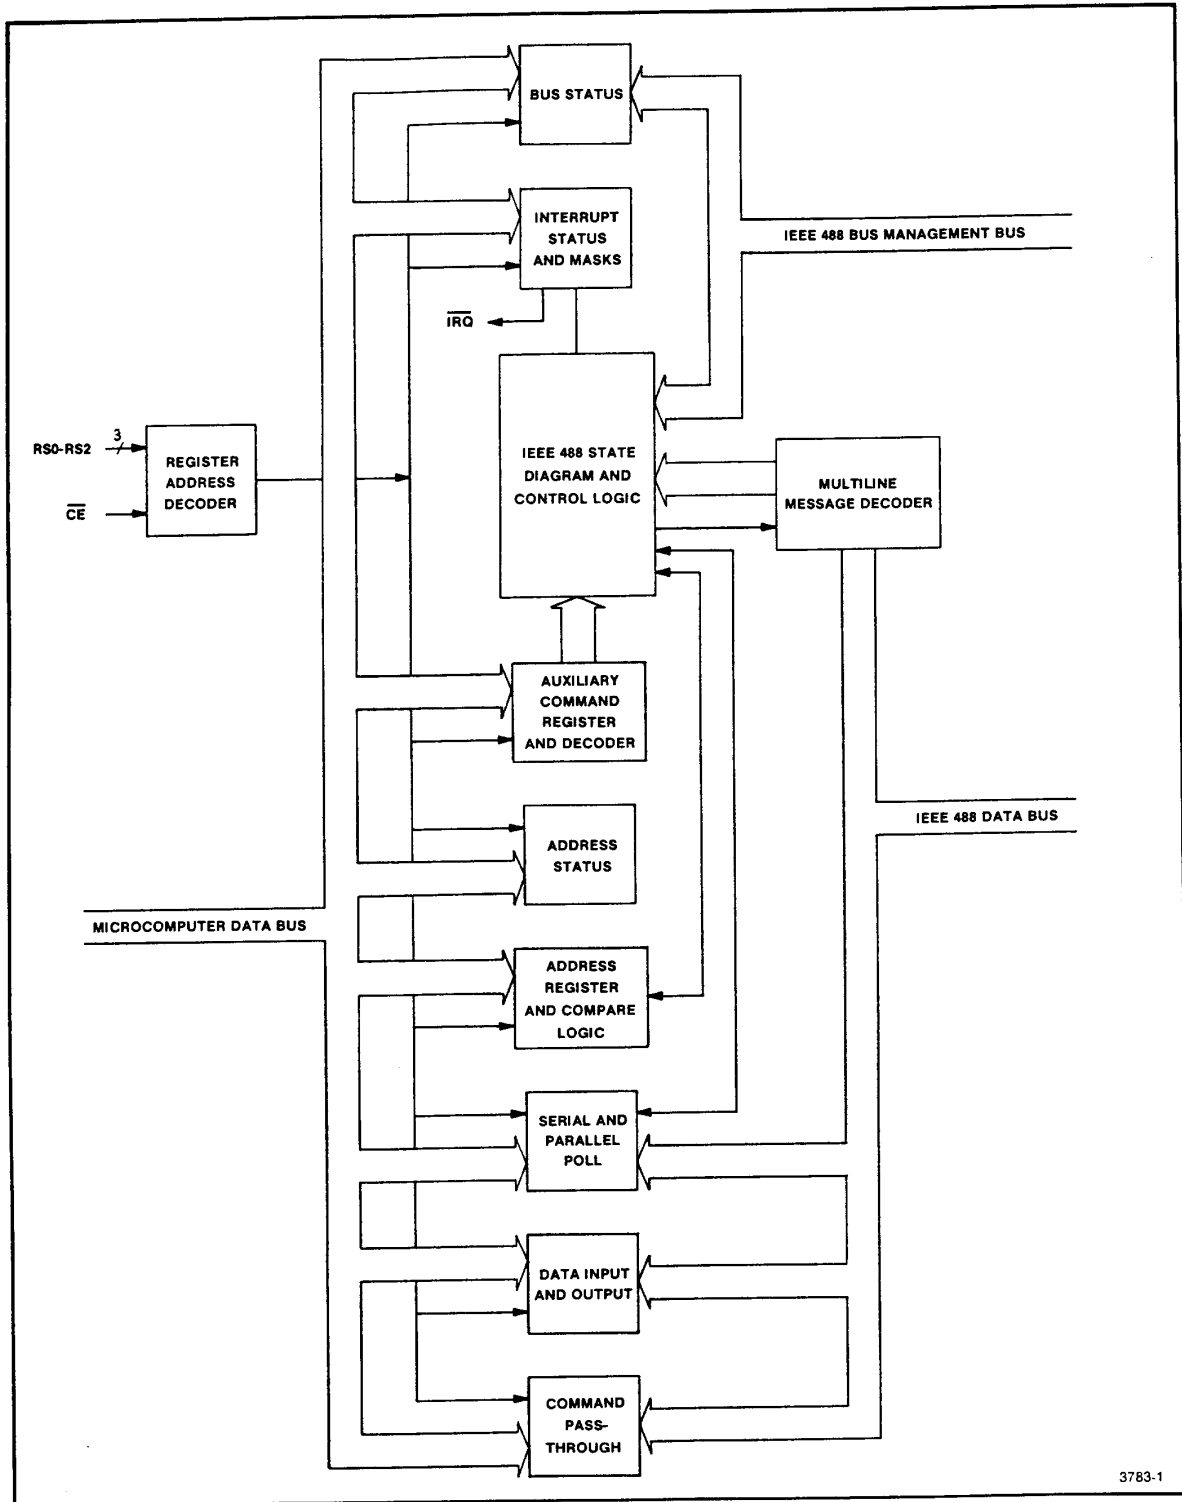 BUS STATUS
INTERRUPT
STATUS
AND MASKS
IEEE 488 BUS MANAGEMENT BUS
IRQ
RS0-RS2
3
CE
REGISTER
ADDRESS
DECODER
IEEE 488 STATE
DIAGRAM AND
CONTROL LOGIC
MULTILINE
MESSAGE DECODER
AUXILIARY
COMMAND
REGISTER
AND DECODER
ADDRESS
STATUS
IEEE 488 DATA BUS
MICROCOMPUTER DATA BUS
ADDRESS
REGISTER
AND COMPARE
LOGIC
SERIAL AND
PARALLEL
POLL
DATA INPUT
AND OUTPUT
COMMAND
PASS-
THROUGH
3783-1